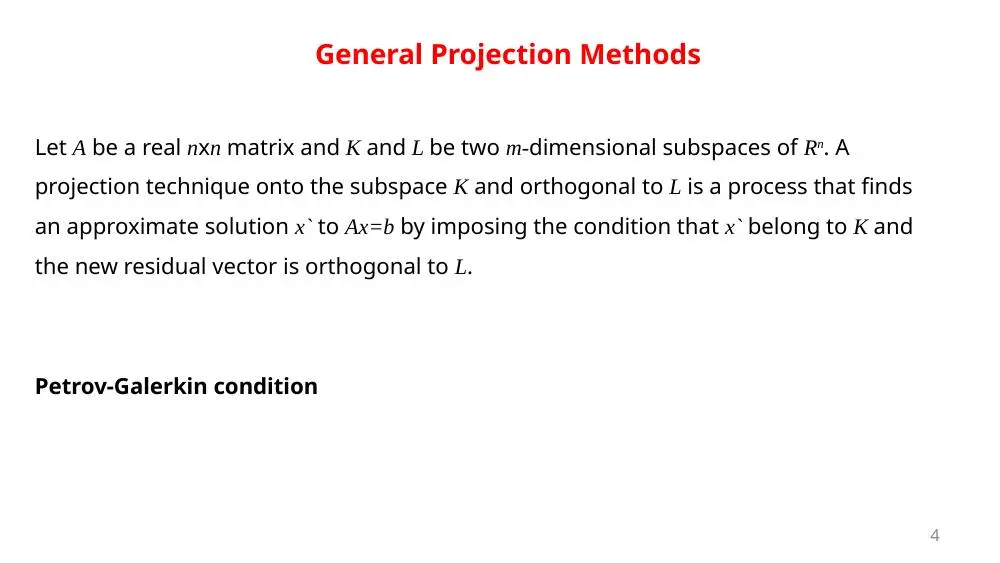 General Projection Methods
Let A be a real nxn matrix and K and L be two m-dimensional subspaces of Rⁿ. A
projection technique onto the subspace K and orthogonal to L is a process that finds
an approximate solution x` to Ax=b by imposing the condition that x` belong to K and
the new residual vector is orthogonal to L.
Petrov-Galerkin condition
4